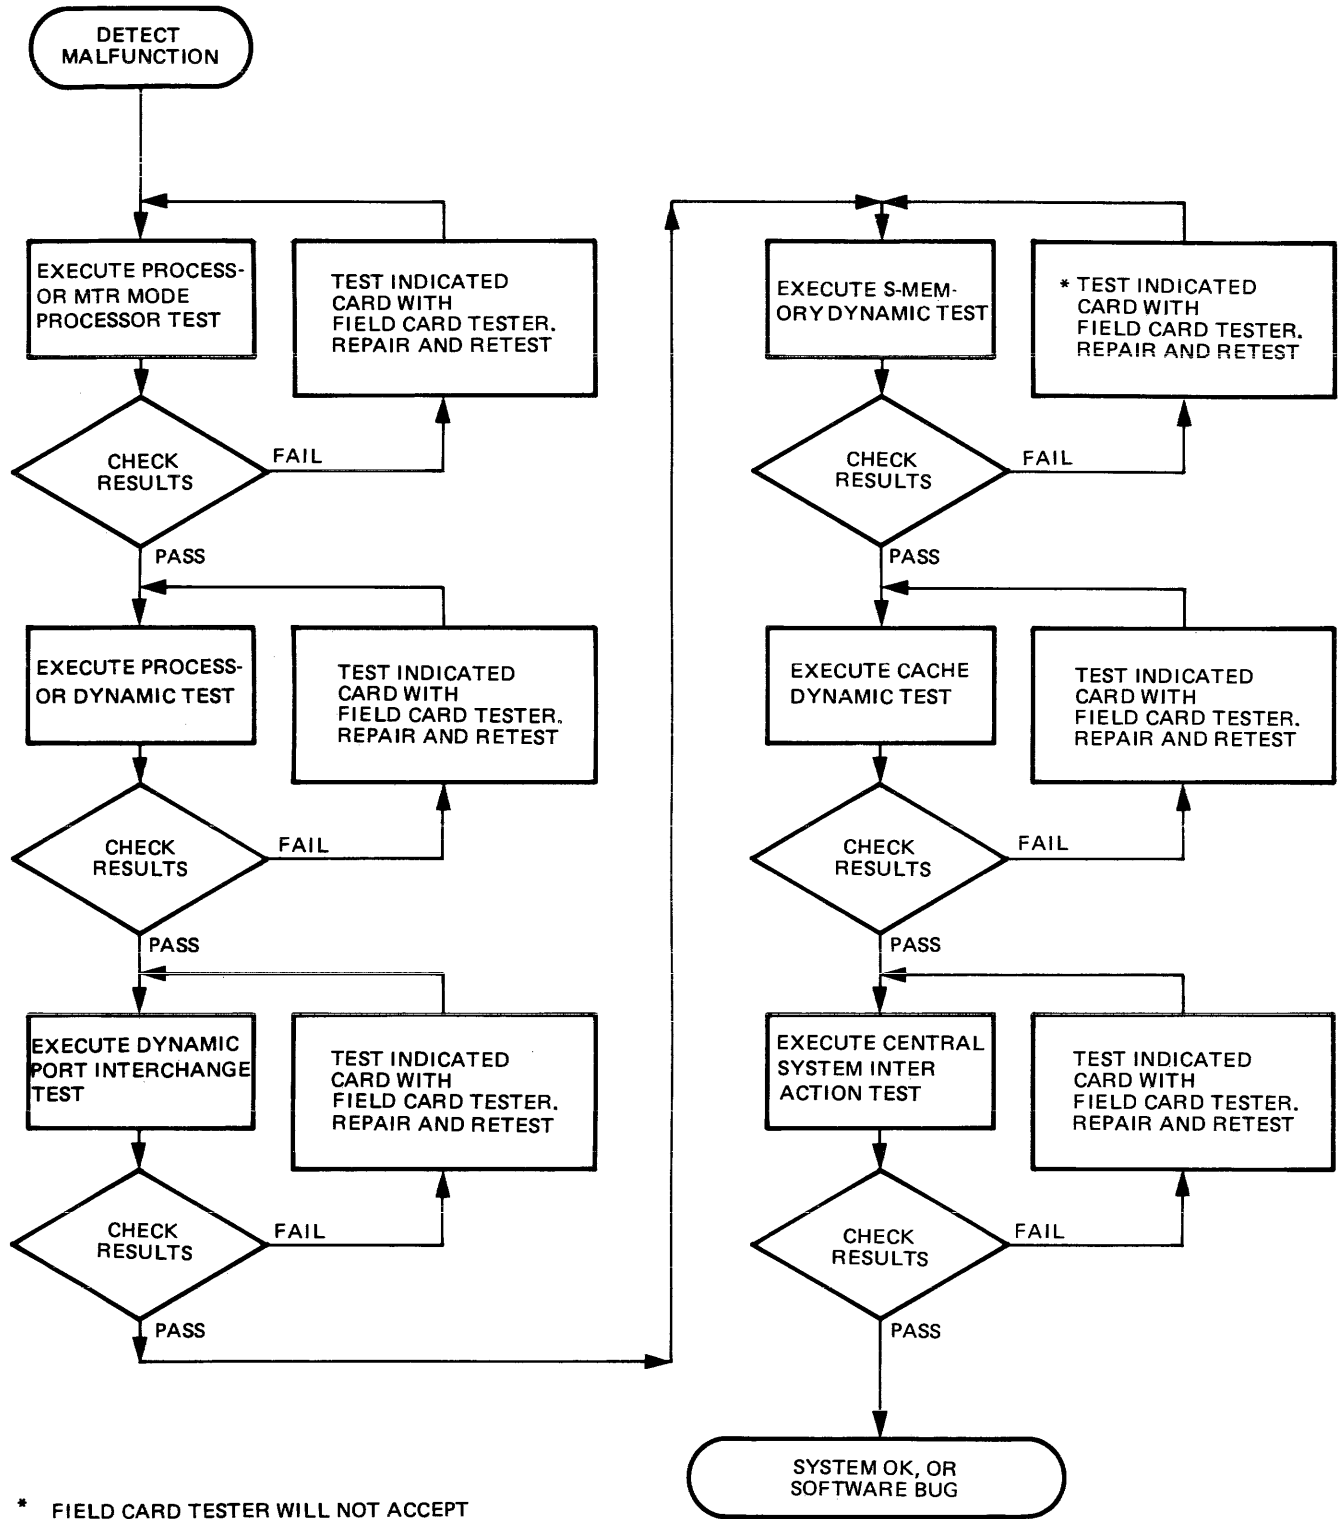 DETECT
MALFUNCTION
EXECUTE PROCESS-
OR MTR MODE
PROCESSOR TEST
TEST INDICATED
CARD WITH
FIELD CARD TESTER.
REPAIR AND RETEST
CHECK
RESULTS
FAIL
PASS
EXECUTE PROCESS-
OR DYNAMIC TEST
TEST INDICATED
CARD WITH
FIELD CARD TESTER.
REPAIR AND RETEST
CHECK
RESULTS
FAIL
PASS
EXECUTE DYNAMIC
PORT INTERCHANGE
TEST
TEST INDICATED
CARD WITH
FIELD CARD TESTER.
REPAIR AND RETEST
CHECK
RESULTS
FAIL
PASS
EXECUTE S-MEM-
ORY DYNAMIC TEST
* TEST INDICATED
CARD WITH
FIELD CARD TESTER.
REPAIR AND RETEST
CHECK
RESULTS
FAIL
PASS
EXECUTE CACHE
DYNAMIC TEST
TEST INDICATED
CARD WITH
FIELD CARD TESTER.
REPAIR AND RETEST
CHECK
RESULTS
FAIL
PASS
EXECUTE CENTRAL
SYSTEM INTER
ACTION TEST
TEST INDICATED
CARD WITH
FIELD CARD TESTER.
REPAIR AND RETEST
CHECK
RESULTS
FAIL
PASS
SYSTEM OK, OR
SOFTWARE BUG
* FIELD CARD TESTER WILL NOT ACCEPT